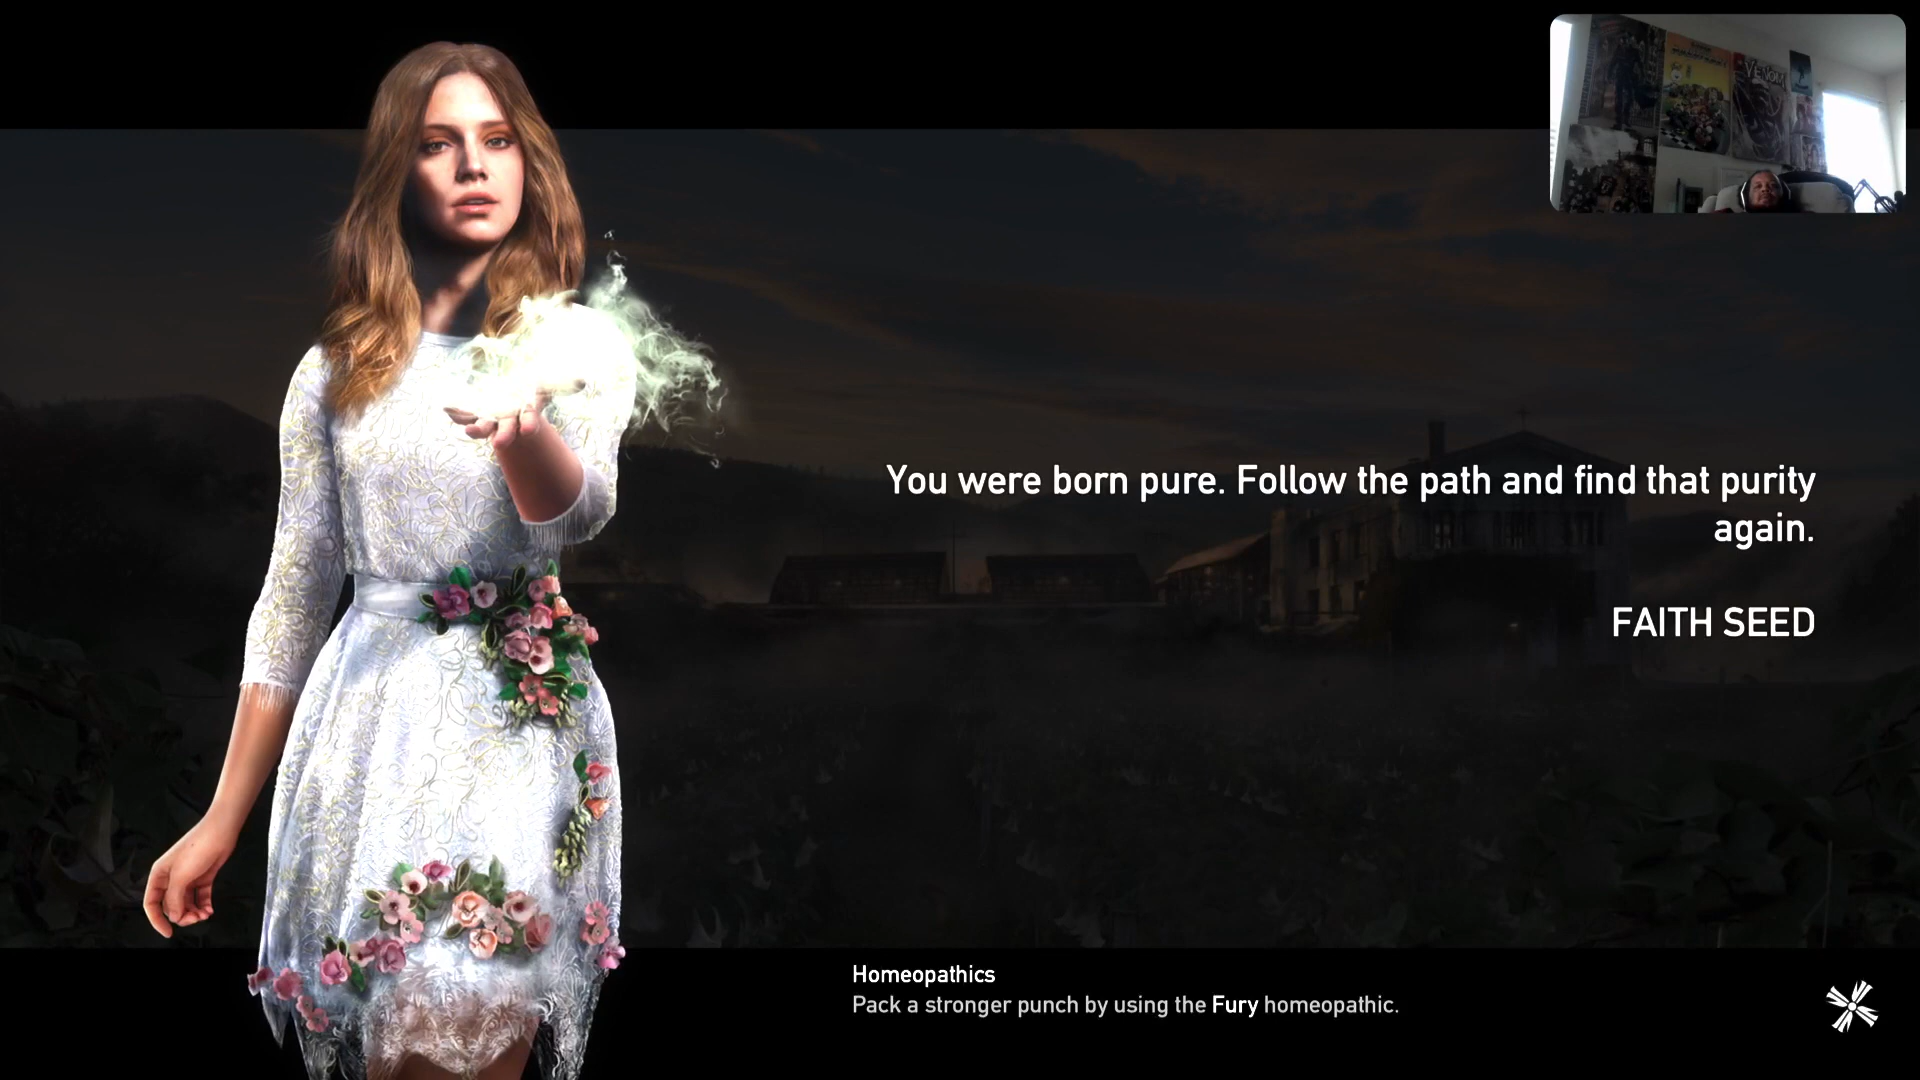 VENOM
You were born pure. Follow the path and find that purity
again.
FAITH SEED
Homeopathics
Pack a stronger punch by using the Fury homeopathic.